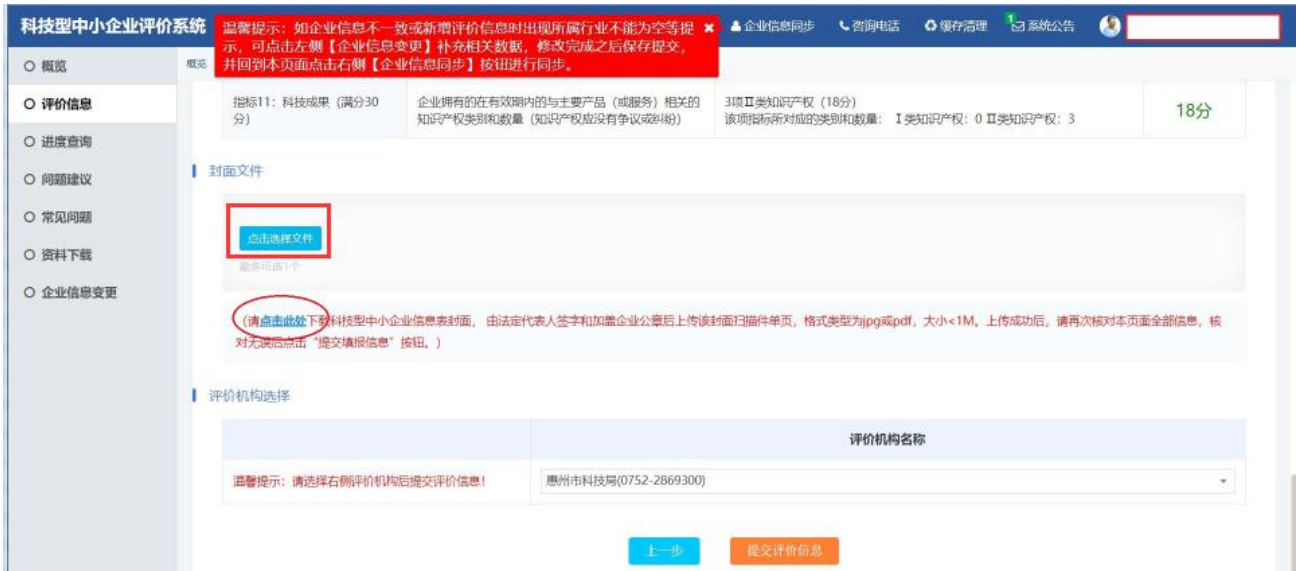 科技型中小企业评价系统
温馨提示：如企业信息不一致或新增评价信息时出现所属行业不能为空等提
示，可点击左侧【企业信息变更】补充相关数据，修改完成之后保存提交，
并回到本页面点击右侧【企业信息同步】按钮进行同步。
企业信息同步
咨询电话
缓存清理
1
系统公告
概览
评价信息
进度查询
问题建议
常见问题
资料下载
企业信息变更
概览
指标11：科技成果（满分30
分）
企业拥有的在有效期内的与主要产品（或服务）相关的
知识产权类别和数量（知识产权应没有争议或纠纷）
3项Ⅱ类知识产权（18分）
该项指标所对应的类别和数量： Ⅰ类知识产权：0 Ⅱ类知识产权：3
18分
封面文件
点击选择文件
最多可选1个
（请点击此处下载科技型中小企业信息表封面， 由法定代表人签字和加盖企业公章后上传该封面扫描件单页，格式类型为jpg或pdf，大小<1M。上传成功后，请再次核对本页面全部信息，核
对无误后点击“提交填报信息”按钮。）
评价机构选择
评价机构名称
温馨提示：请选择右侧评价机构后提交评价信息！
惠州市科技局(0752-2869300)
上一步
提交评价信息